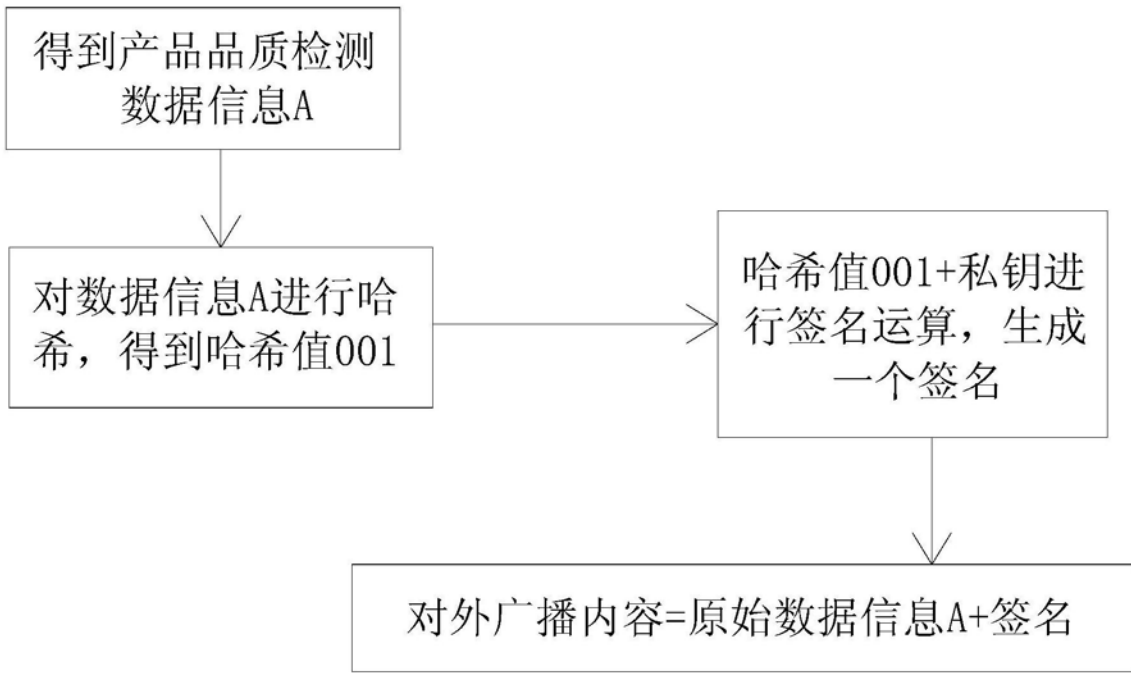 得到产品品质检测
数据信息A
对数据信息A进行哈
希，得到哈希值001
哈希值001+私钥进
行签名运算，生成
一个签名
对外广播内容=原始数据信息A+签名